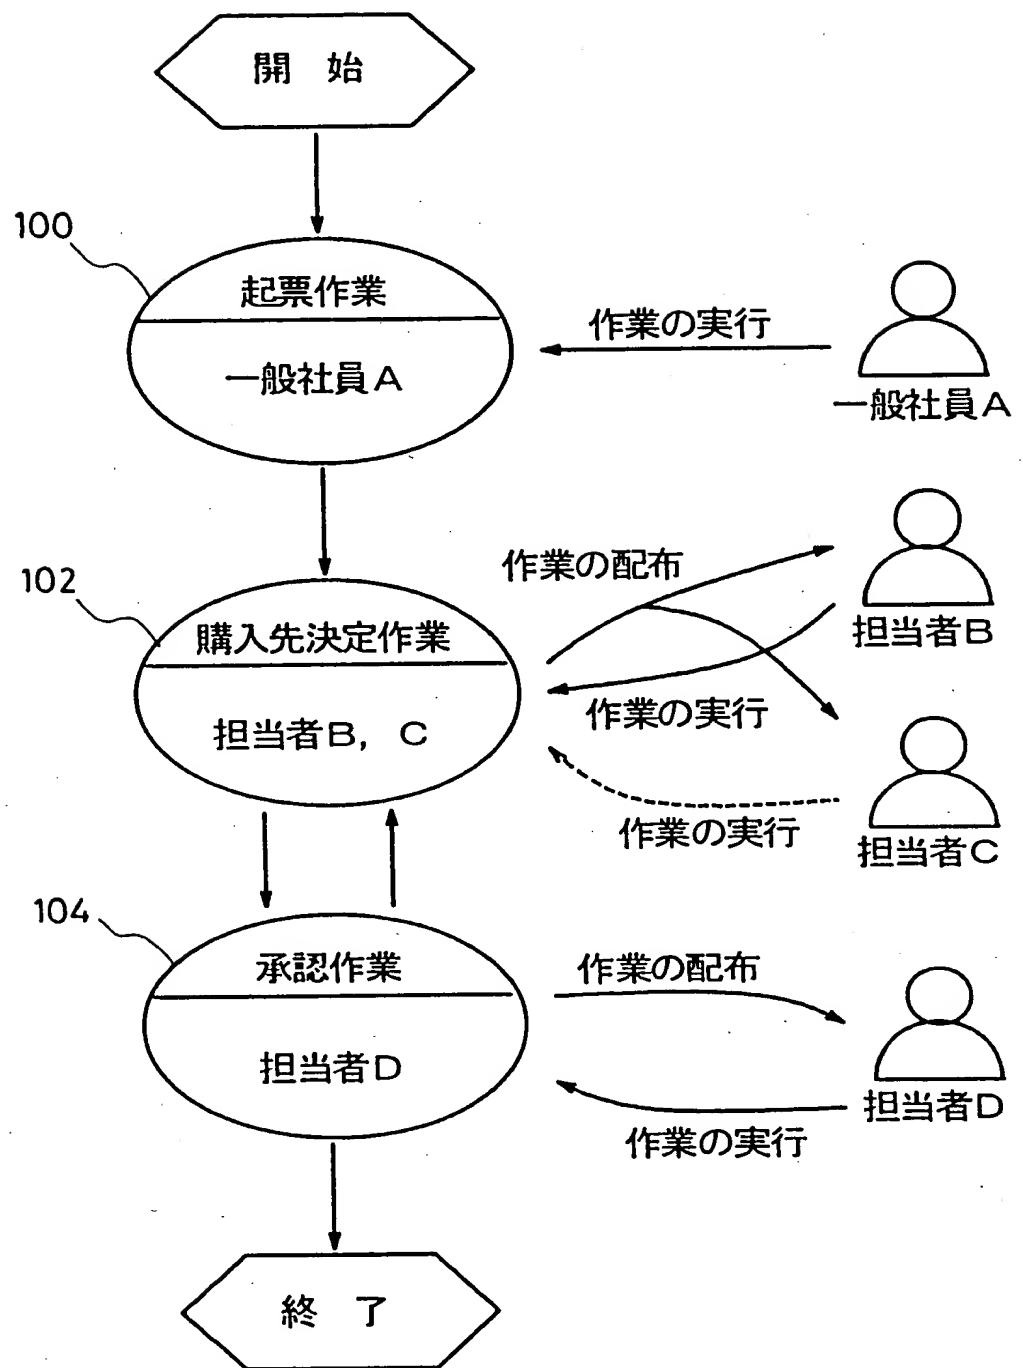 開 始
100
起票作業
一般社員A
作業の実行
一般社員A
102
購入先決定作業
担当者B, C
作業の配布
担当者B
作業の実行
作業の実行
担当者C
104
承認作業
担当者D
作業の配布
作業の実行
担当者D
終 了